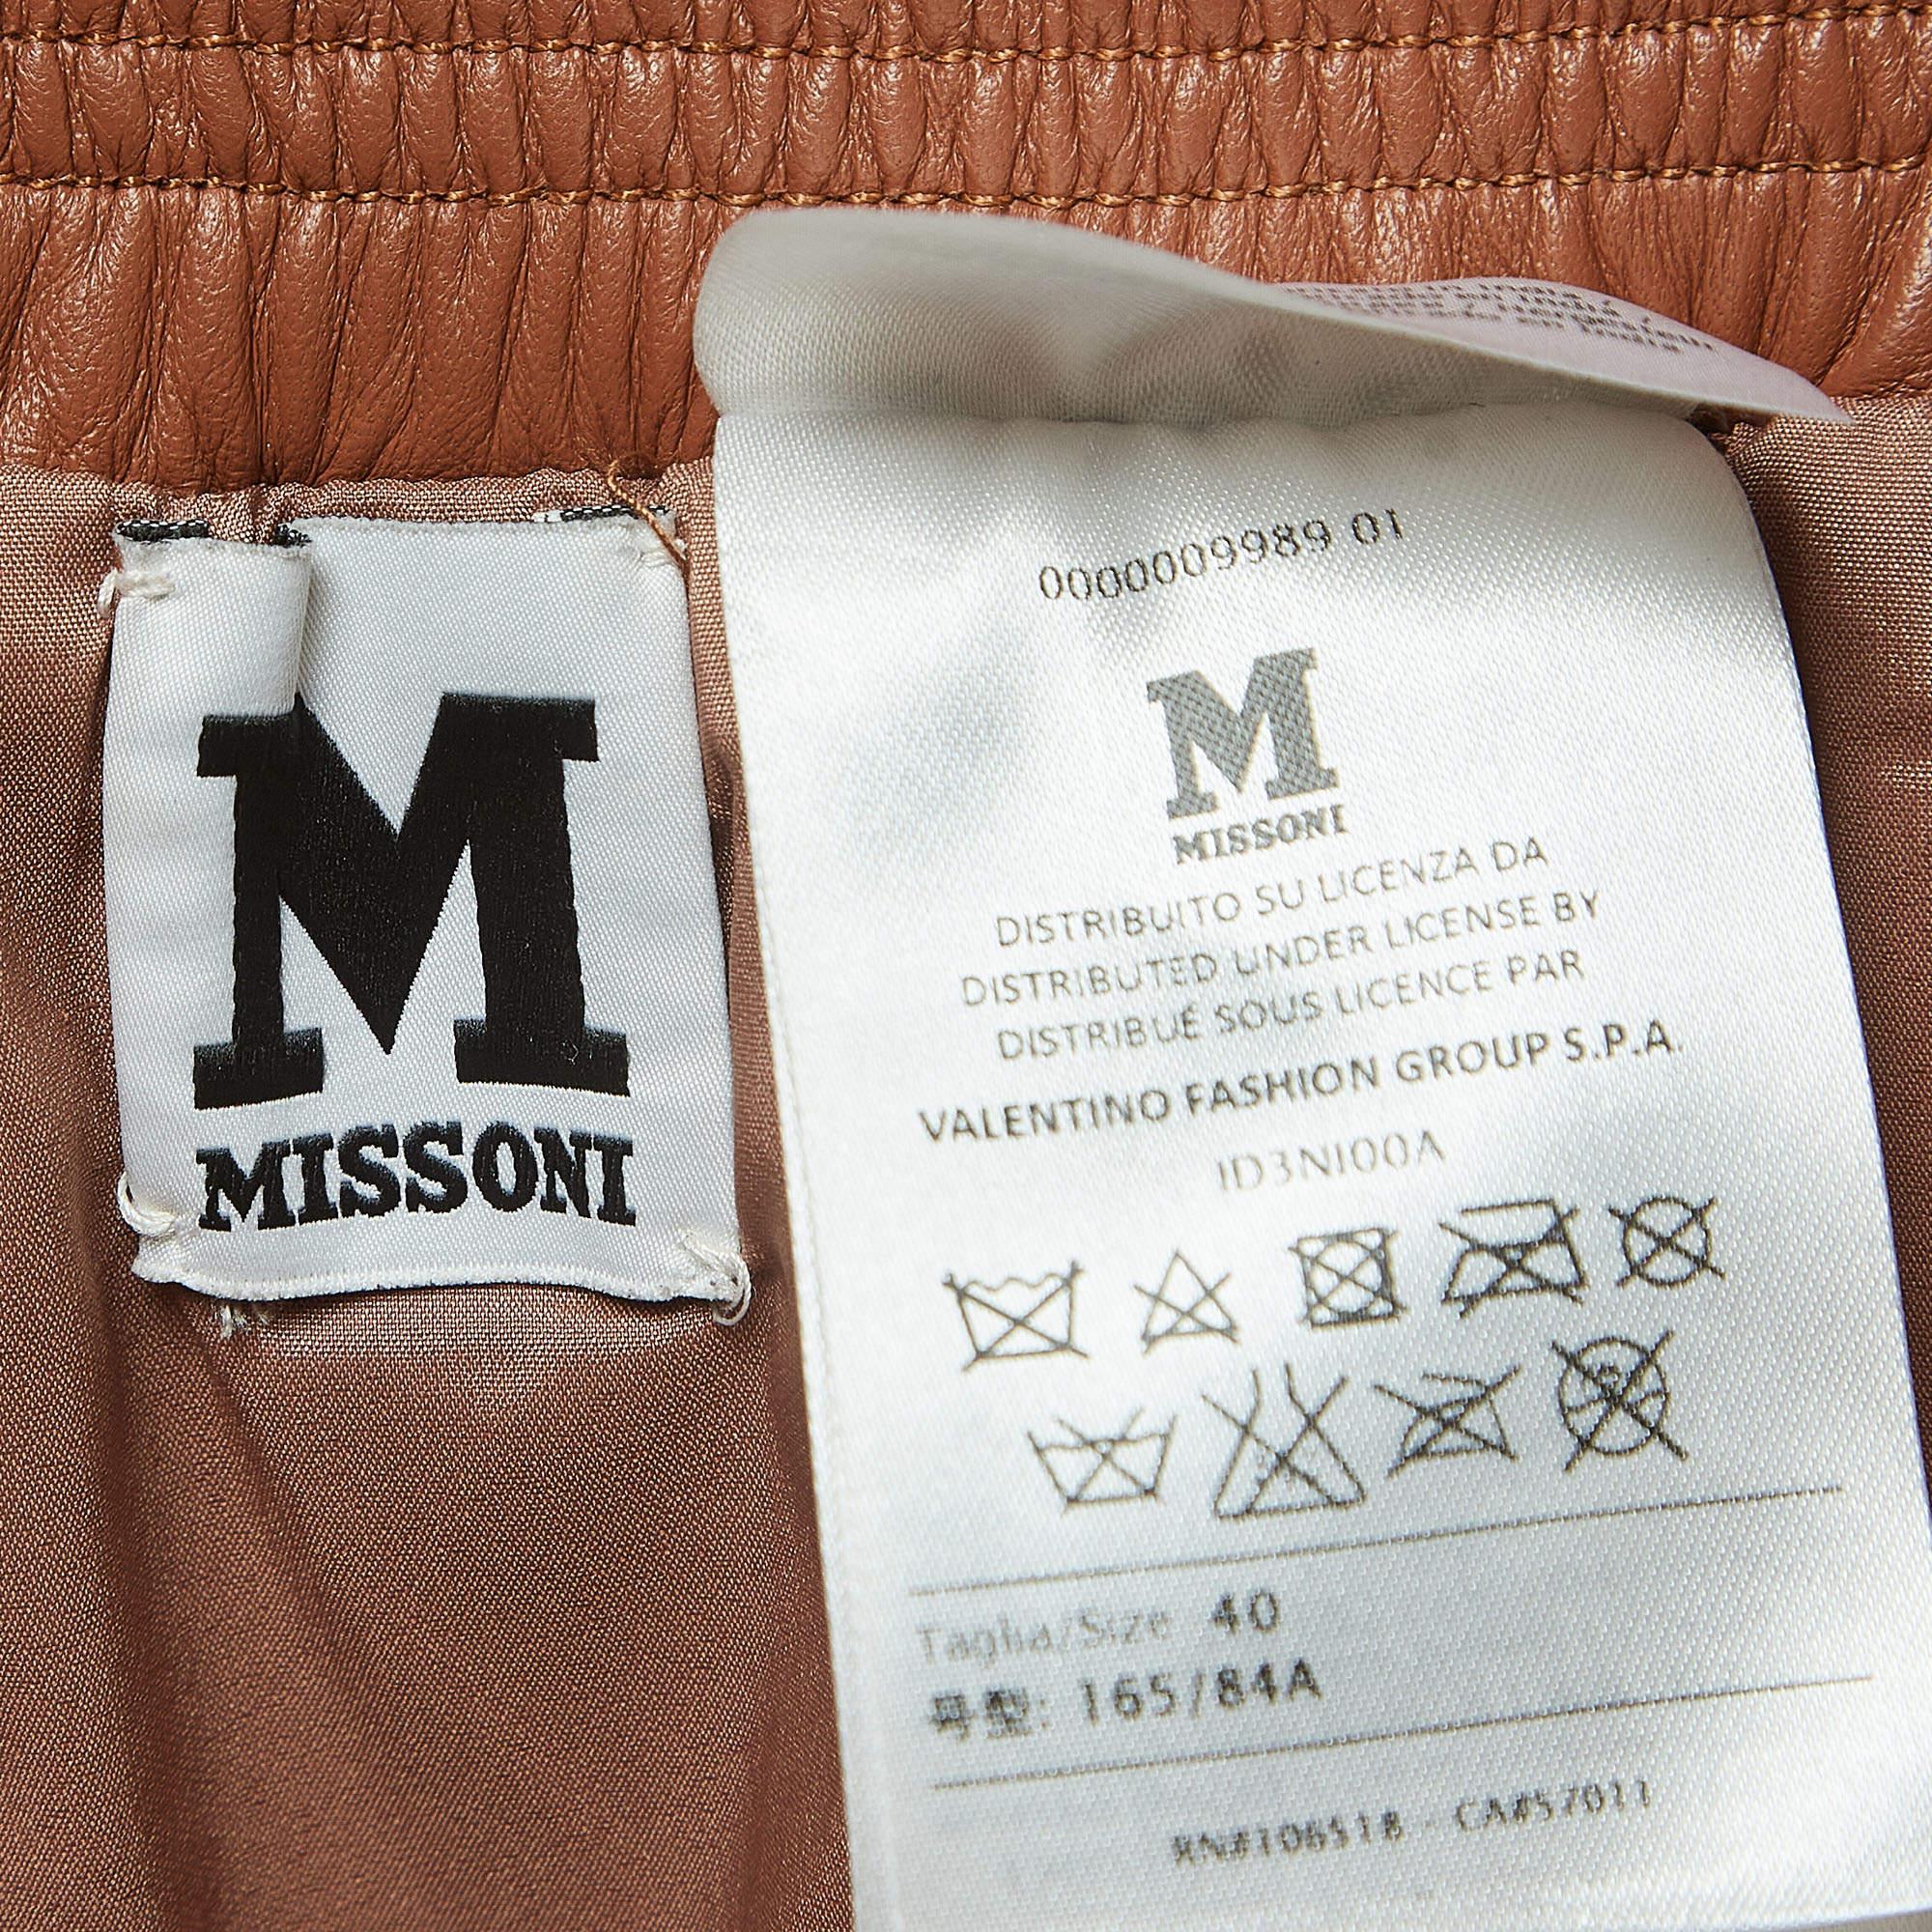 M
MISSONI
0000009989 01
M
MISSONI
DISTRIBUITO SU LICENZA DA
DISTRIBUTED UNDER LICENSE BY
DISTRIBUÉ SOUS LICENCE PAR
VALENTINO FASHION GROUP S.P.A.
1D3NI00A
Taglia/Size 40
号型: 165/84A
RN#106518 - CA#57011